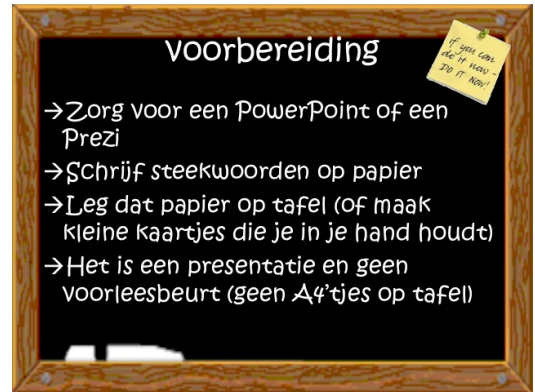 voorbereiding
if you can
do it now -
DO IT NOW!
→Zorg voor een PowerPoint of een
Prezi
→Schrijf steekwoorden op papier
→Leg dat papier op tafel (of maak
kleine kaartjes die je in je hand houdt)
→Het is een presentatie en geen
voorleesbeurt (geen A4'tjes op tafel)